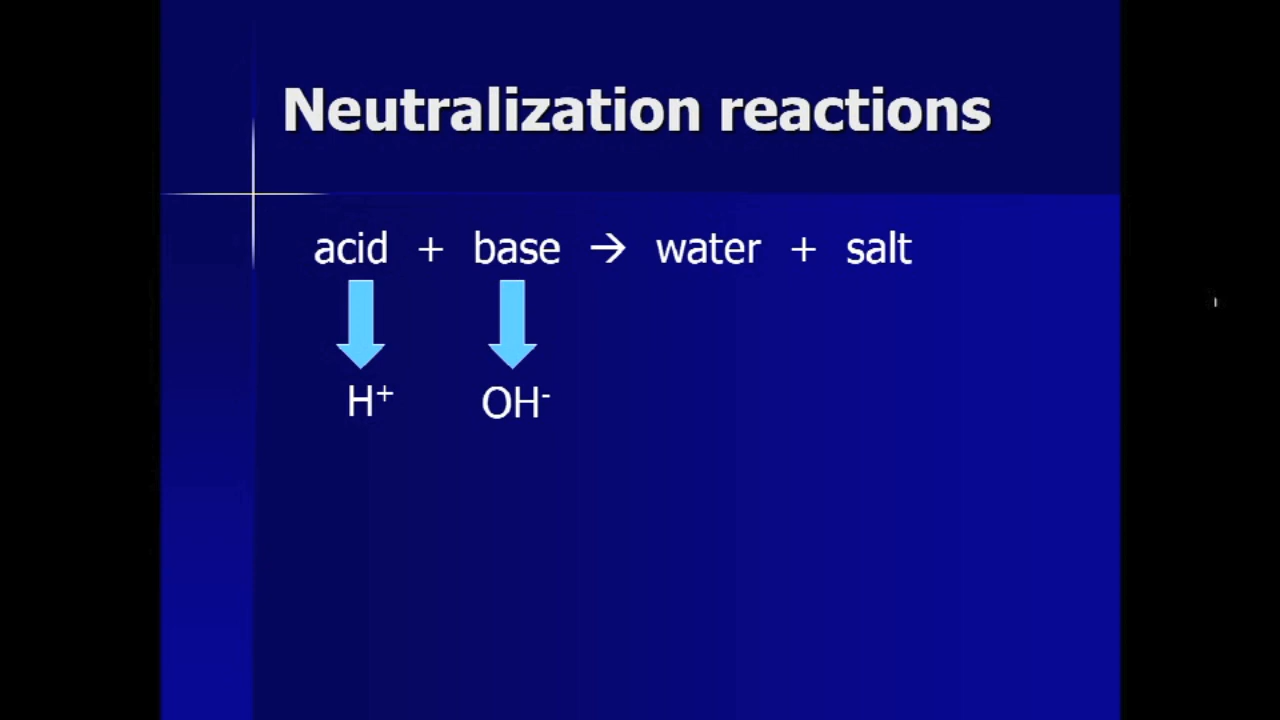 Neutralization reactions
acid + base → water + salt
H⁺ OH⁻